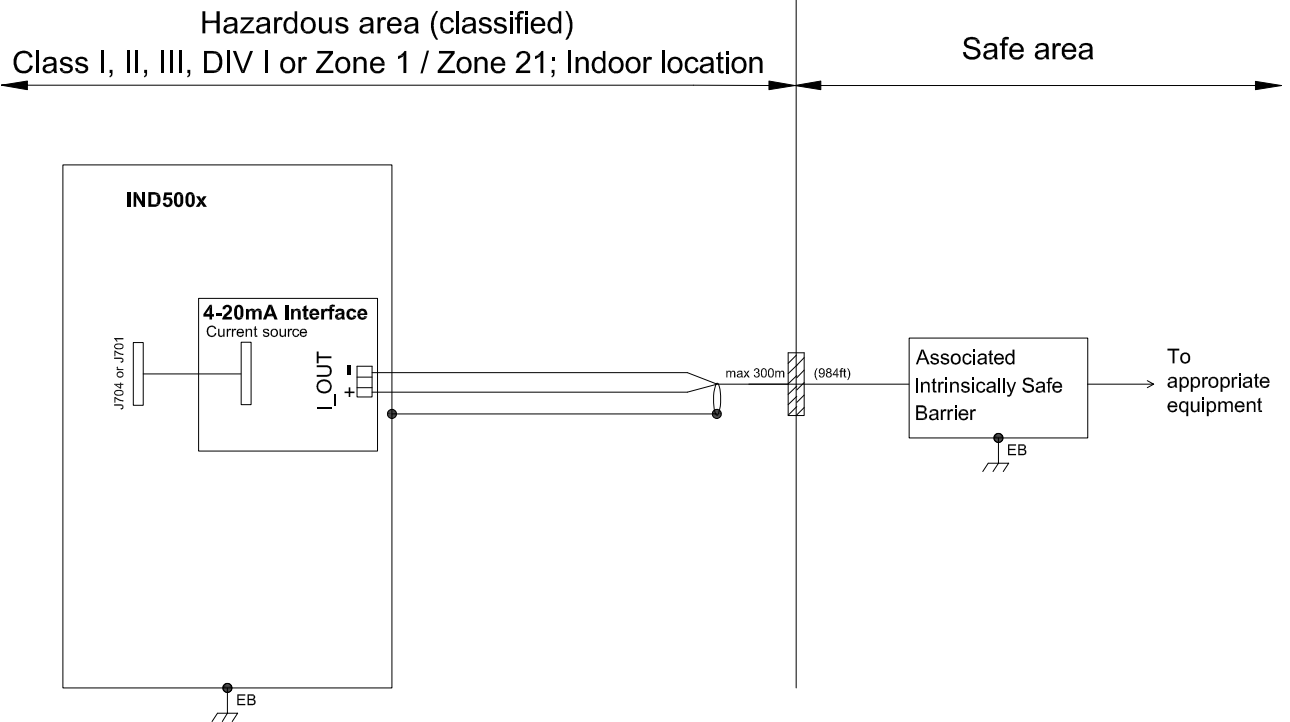 Hazardous area (classified)
Class I, II, III, DIV I or Zone 1 / Zone 21; Indoor location
Safe area
IND500x
4-20mA Interface
Current source
J704 or J701
I_OUT
-
+
max 300m
(984ft)
Associated
Intrinsically Safe
Barrier
To
appropriate
equipment
EB
EB